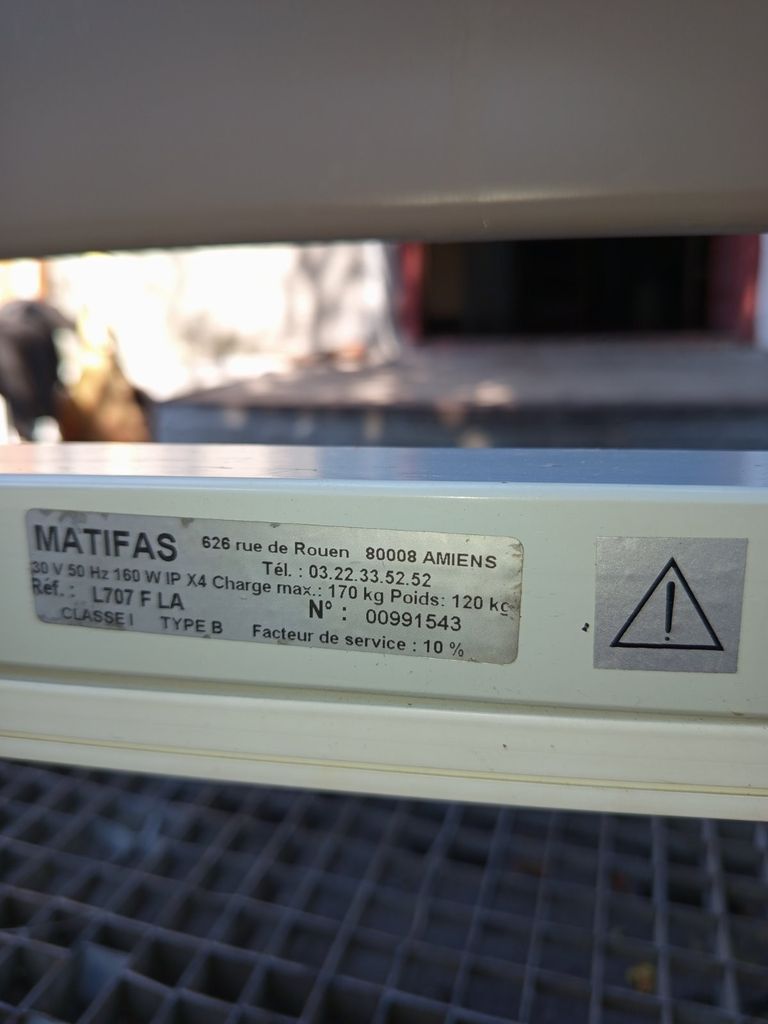 MATIFAS 626 rue de Rouen 80008 AMIENS
Tél. : 03.22.33.52.52
30 V 50 Hz 160 W IP X4 Charge max.: 170 kg Poids: 120 kg
Réf. : L707 F LA N° : 00991543
CLASSE I TYPE B Facteur de service : 10 %
!